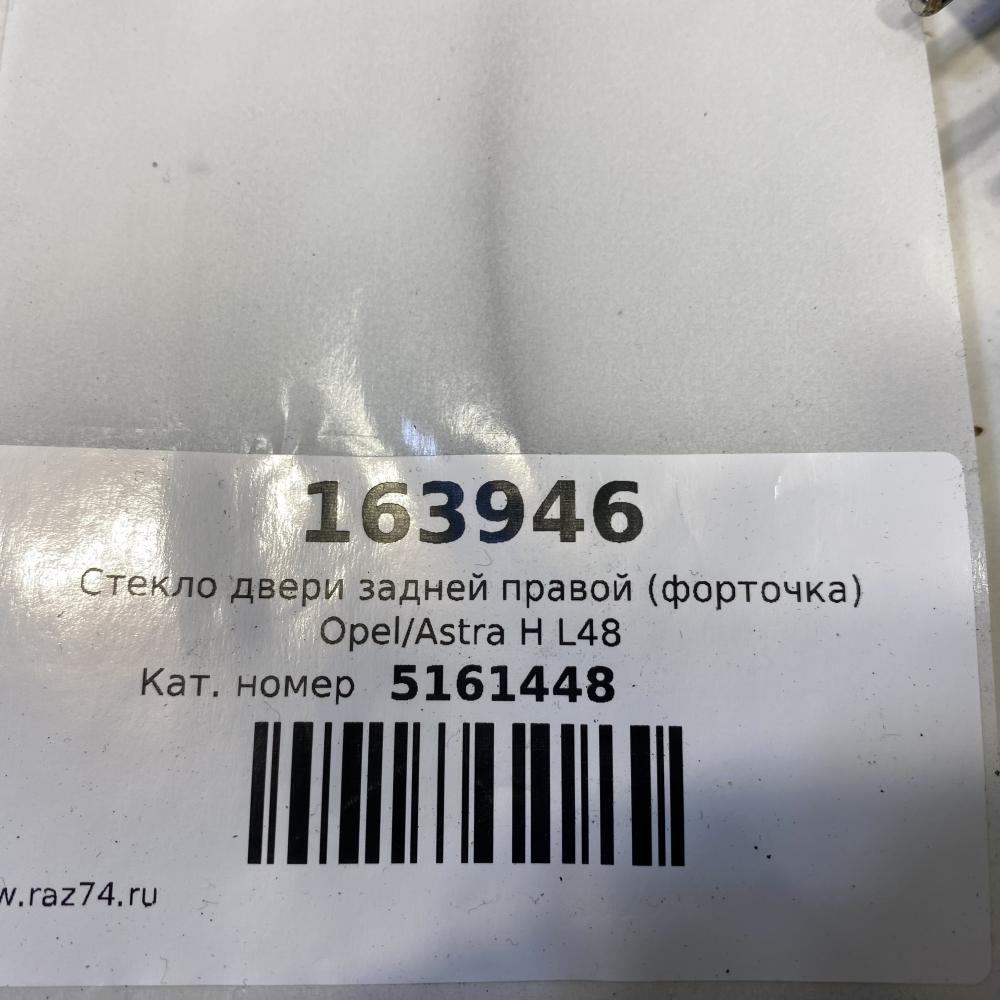 163946
Стекло двери задней правой (форточка)
Opel/Astra H L48
Кат. номер 5161448
w.raz74.ru